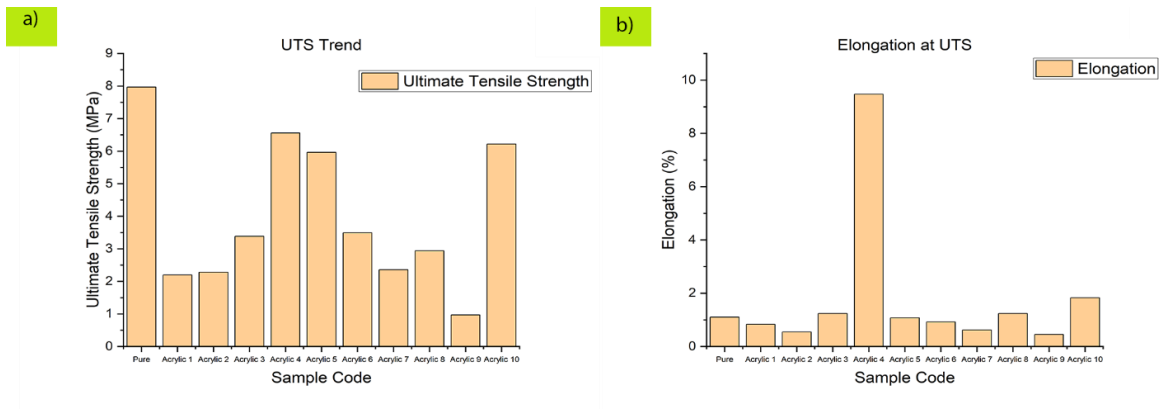 a)
UTS Trend
Ultimate Tensile Strength
Ultimate Tensile Strength (MPa)
9
8
7
6
5
4
3
2
1
0
Pure Acrylic 1 Acrylic 2 Acrylic 3 Acrylic 4 Acrylic 5 Acrylic 6 Acrylic 7 Acrylic 8 Acrylic 9 Acrylic 10
Sample Code
b)
Elongation at UTS
Elongation
Elongation (%)
10
8
6
4
2
0
Pure Acrylic 1 Acrylic 2 Acrylic 3 Acrylic 4 Acrylic 5 Acrylic 6 Acrylic 7 Acrylic 8 Acrylic 9 Acrylic 10
Sample Code